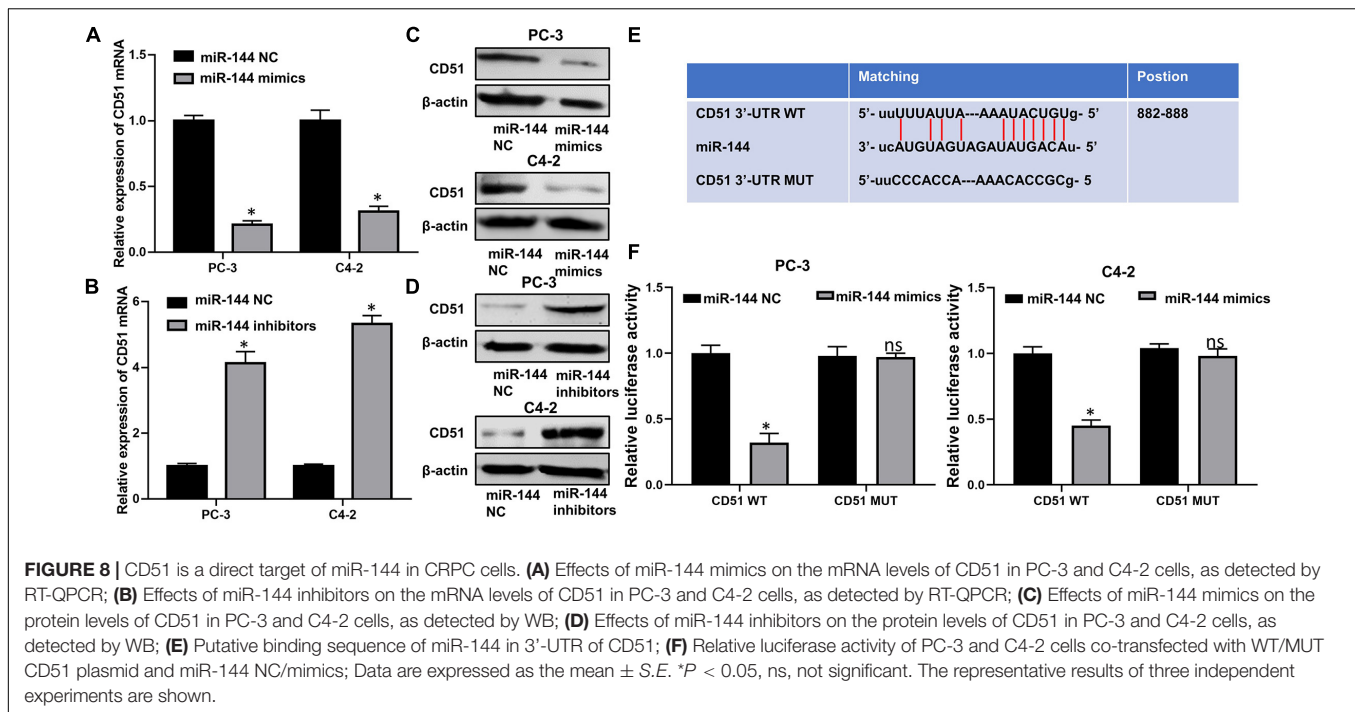 A
Relative expression of CD51 mRNA
miR-144 NC
miR-144 mimics
1.5
1.0
0.5
0.0
*
*
PC-3
C4-2
B
Relative expression of CD51 mRNA
miR-144 NC
miR-144 inhibitors
6
4
2
0
*
*
PC-3
C4-2
C
PC-3
CD51
β-actin
miR-144 NC
miR-144 mimics
C4-2
CD51
β-actin
miR-144 NC
miR-144 mimics
D
PC-3
CD51
β-actin
miR-144 NC
miR-144 inhibitors
C4-2
CD51
β-actin
miR-144 NC
miR-144 inhibitors
E
Matching Postion
CD51 3'-UTR WT 5'- uuUUUAUUA---AAAUACUGUg- 5' 882-888
miR-144 3'- ucAUGUAGUAGAUAUGACAu- 5'
CD51 3'-UTR MUT 5'-uuCCCACCA---AAACACCGCg- 5
F
PC-3
miR-144 NC
miR-144 mimics
Relative luciferase activity
1.5
1.0
0.5
0.0
*
ns
CD51 WT
CD51 MUT
C4-2
miR-144 NC
miR-144 mimics
Relative luciferase activity
1.5
1.0
0.5
0.0
*
ns
CD51 WT
CD51 MUT
FIGURE 8 | CD51 is a direct target of miR-144 in CRPC cells. (A) Effects of miR-144 mimics on the mRNA levels of CD51 in PC-3 and C4-2 cells, as detected by
RT-QPCR; (B) Effects of miR-144 inhibitors on the mRNA levels of CD51 in PC-3 and C4-2 cells, as detected by RT-QPCR; (C) Effects of miR-144 mimics on the
protein levels of CD51 in PC-3 and C4-2 cells, as detected by WB; (D) Effects of miR-144 inhibitors on the protein levels of CD51 in PC-3 and C4-2 cells, as
detected by WB; (E) Putative binding sequence of miR-144 in 3'-UTR of CD51; (F) Relative luciferase activity of PC-3 and C4-2 cells co-transfected with WT/MUT
CD51 plasmid and miR-144 NC/mimics; Data are expressed as the mean ± S.E. *P < 0.05, ns, not significant. The representative results of three independent
experiments are shown.